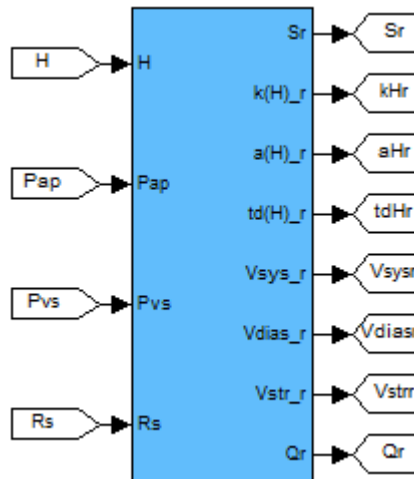 Sr
Sr
H
H
k(H)_r
kHr
a(H)_r
aHr
Pap
Pap
td(H)_r
tdHr
Vsys_r
Vsysr
Pvs
Pvs
Vdias_r
Vdiasr
Vstr_r
Vstrr
Rs
Rs
Qr
Qr